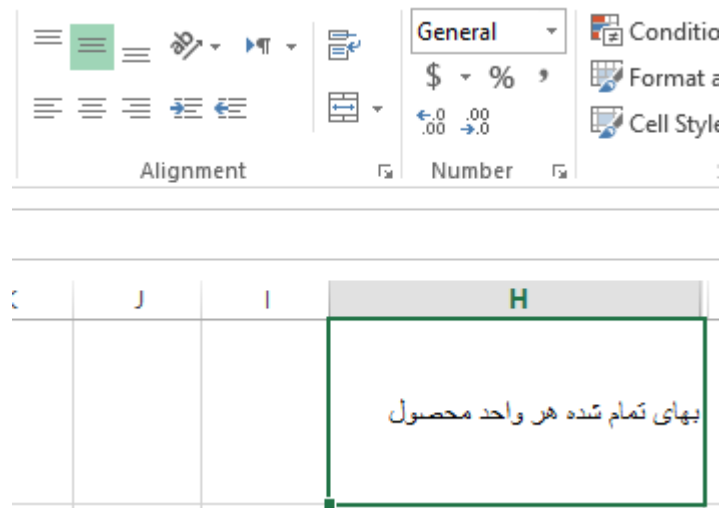 General
$ % ,
Conditio
Format a
Cell Style
Alignment
Number
J I H
بهای تمام شده هر واحد محصول